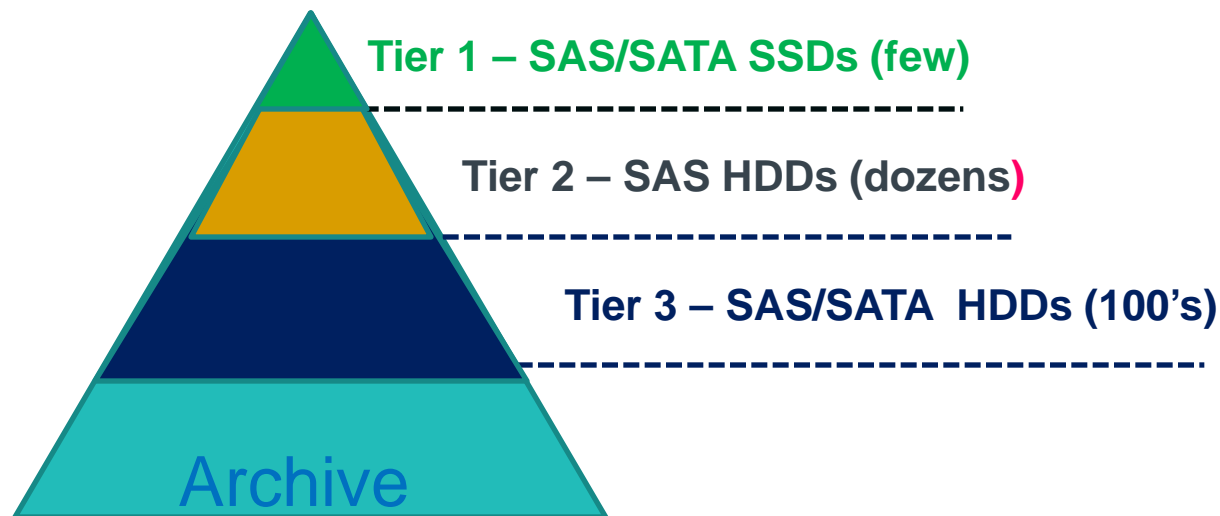 Tier 1 – SAS/SATA SSDs (few)
Tier 2 – SAS HDDs (dozens)
Tier 3 – SAS/SATA  HDDs (100’s)
Archive